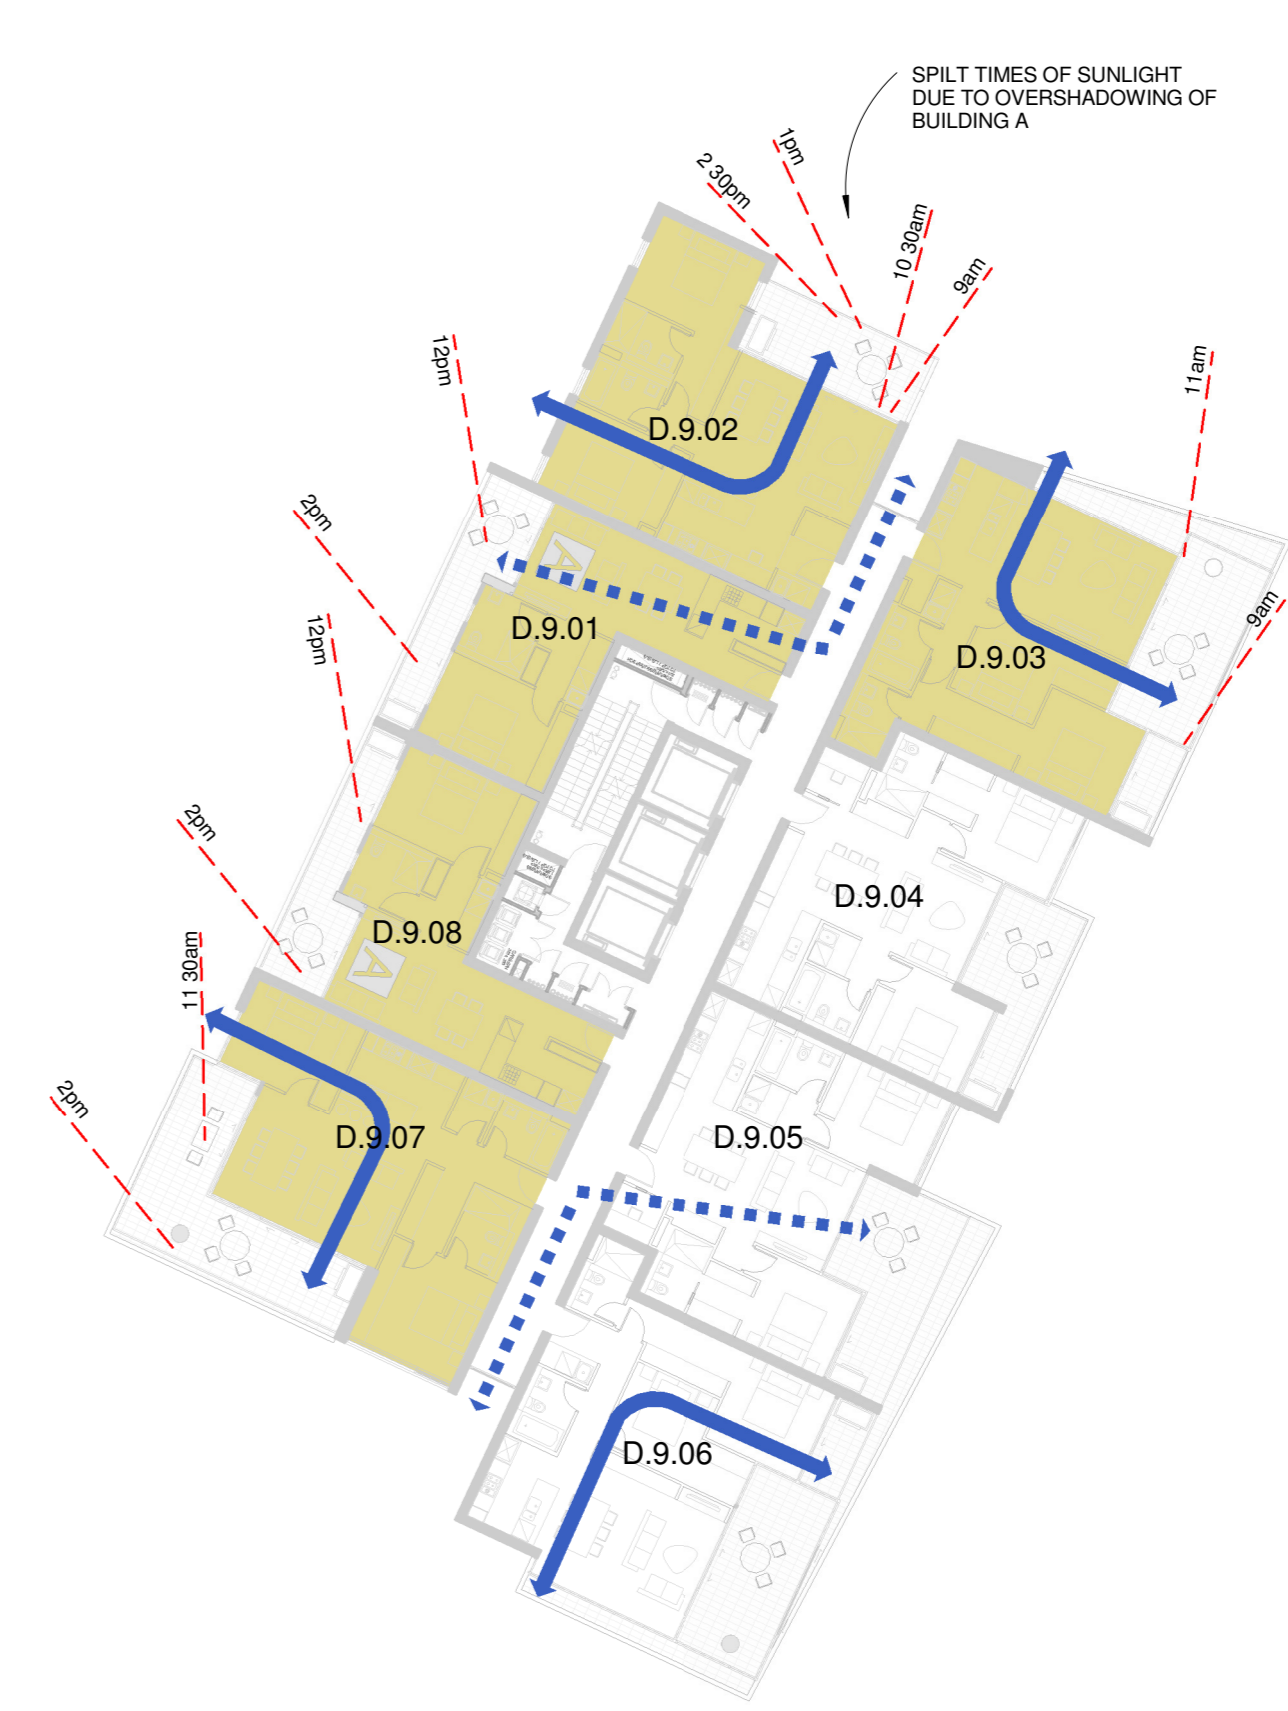 SPILT TIMES OF SUNLIGHT
DUE TO OVERSHADOWING OF
BUILDING A
1pm
2 30pm
10 30am
9am
12pm
11am
D.9.02
2pm
9am
12pm
D.9.01
D.9.03
A
2pm
D.9.04
D.9.08
A
11 30am
2pm
D.9.07
D.9.05
D.9.06